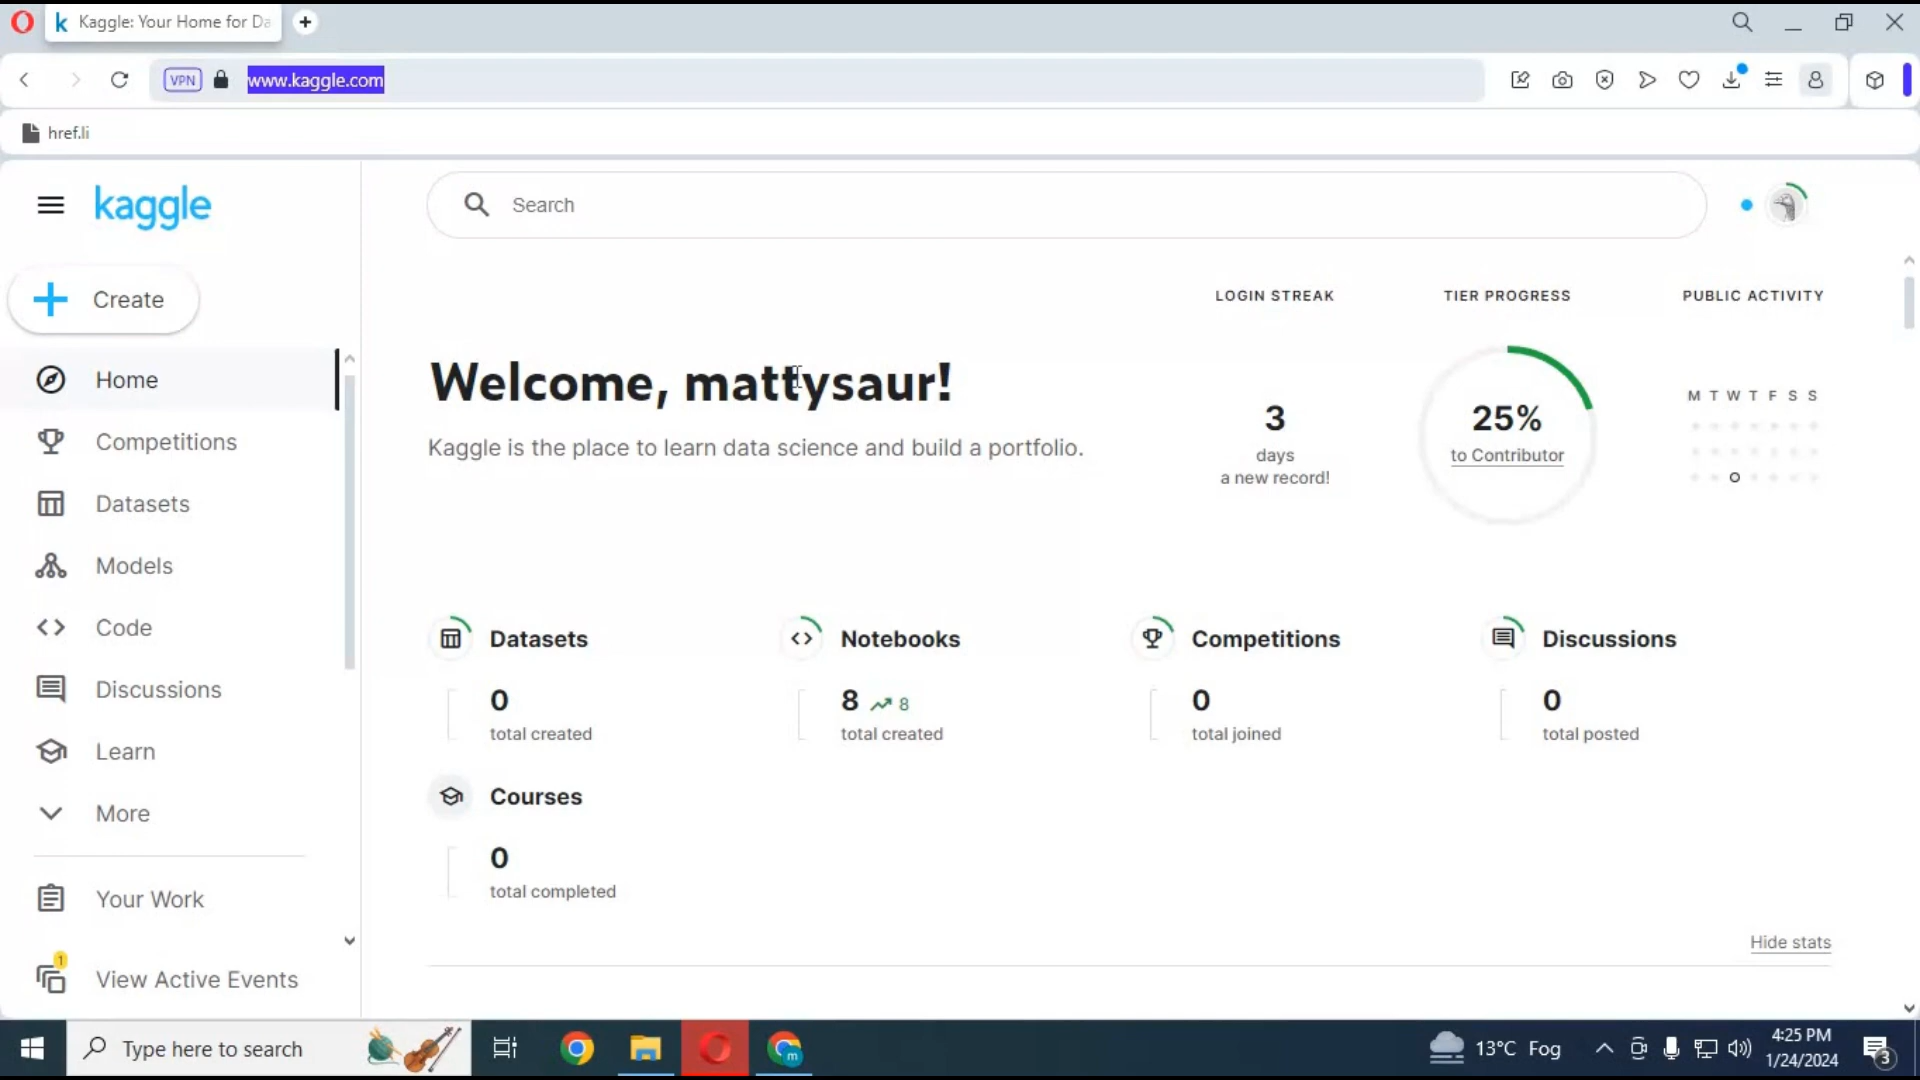 Kaggle: Your Home for Da
VPN
www.kaggle.com
href.li
kaggle
Search
Create
Home
Competitions
Datasets
Models
Code
Discussions
Learn
More
Your Work
1
View Active Events
Welcome, mattysaur!
Kaggle is the place to learn data science and build a portfolio.
LOGIN STREAK
3
days
a new record!
TIER PROGRESS
25%
to Contributor
PUBLIC ACTIVITY
M T W T F S S
Datasets
0
total created
Notebooks
8 8
total created
Competitions
0
total joined
Discussions
0
total posted
Courses
0
total completed
Hide stats
Type here to search
m
13°C Fog
4:25 PM
1/24/2024
3